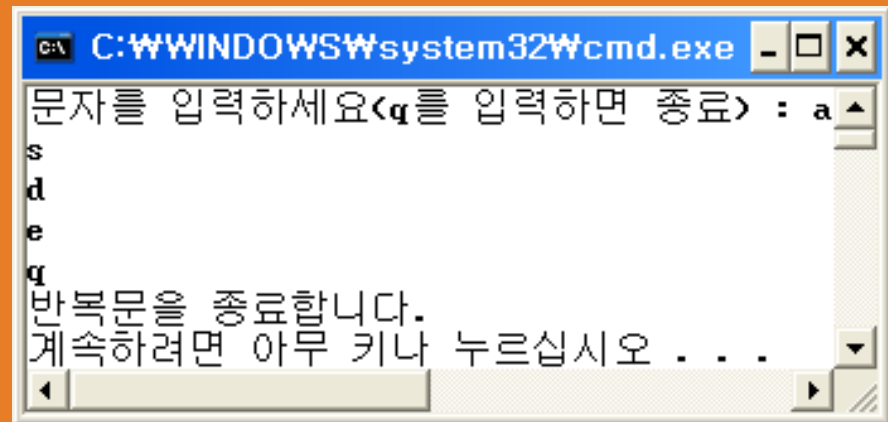 C:₩WINDOWS₩system32₩cmd.exe
문자를 입력하세요(q를 입력하면 종료) : a
s
d
e
q
반복문을 종료합니다.
계속하려면 아무 키나 누르십시오 . . .